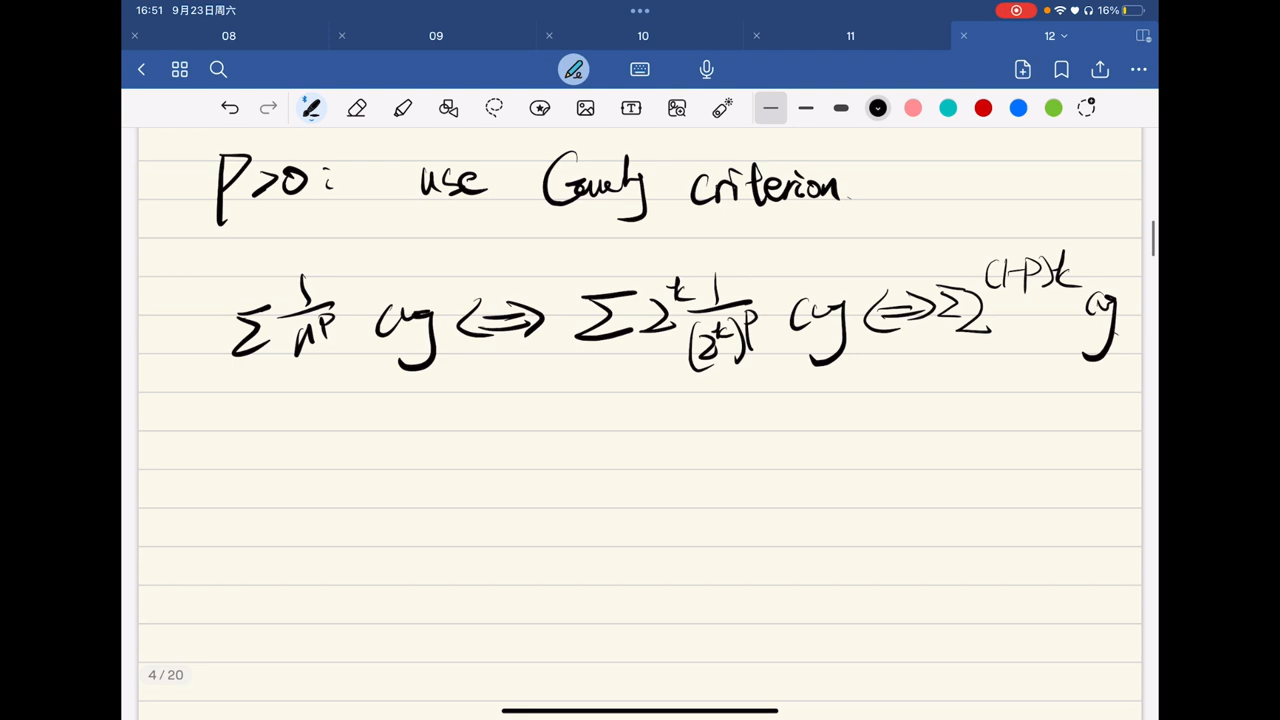 16:51 9月23日周六 16%
08 09 10 11 12
P>0: use Cauchy criterion.
∑ 1/n^p cvg ⟺ ∑ 2^k 1/(2^k)^p cvg ⟺ ∑ 2^(1-p)k cvg
4 / 20